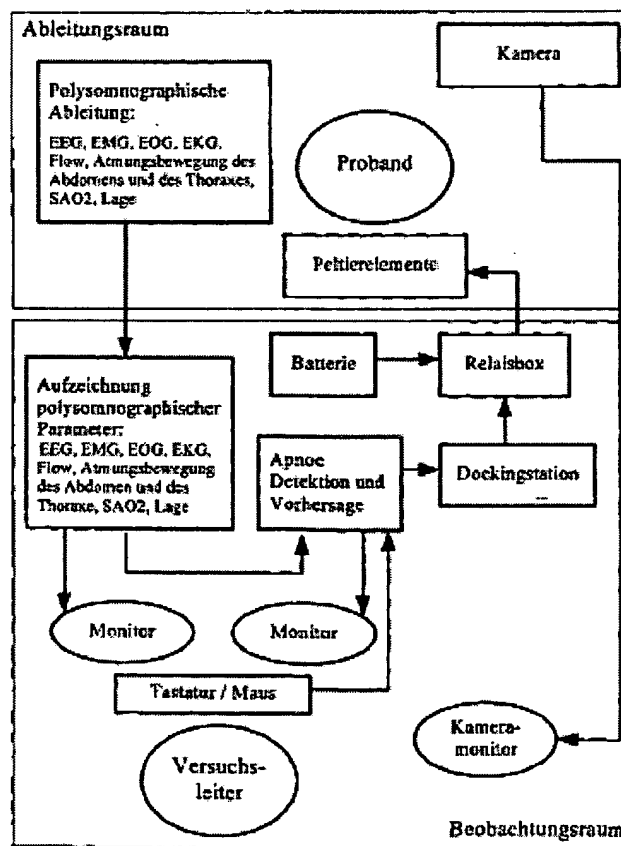 Ableitungsraum
Kamera
Polysomnographische
Ableitung:
EEG, EMG, EOG, EKG,
Flow, Atmungsbewegung des
Abdomens und des Thoraxes,
SAO2, Lage
Proband
Peltierelemente
Batterie
Relaisbox
Aufzeichnung
polysomnographischer
Parameter:
EEG, EMG, EOG, EKG,
Flow, Atmungsbewegung
des Abdomen und des
Thoraxe, SAO2, Lage
Apnoe
Detektion und
Vorhersage
Dockingstation
Monitor
Monitor
Tastatur / Maus
Kamera-
monitor
Versuchs-
leiter
Beobachtungsraum